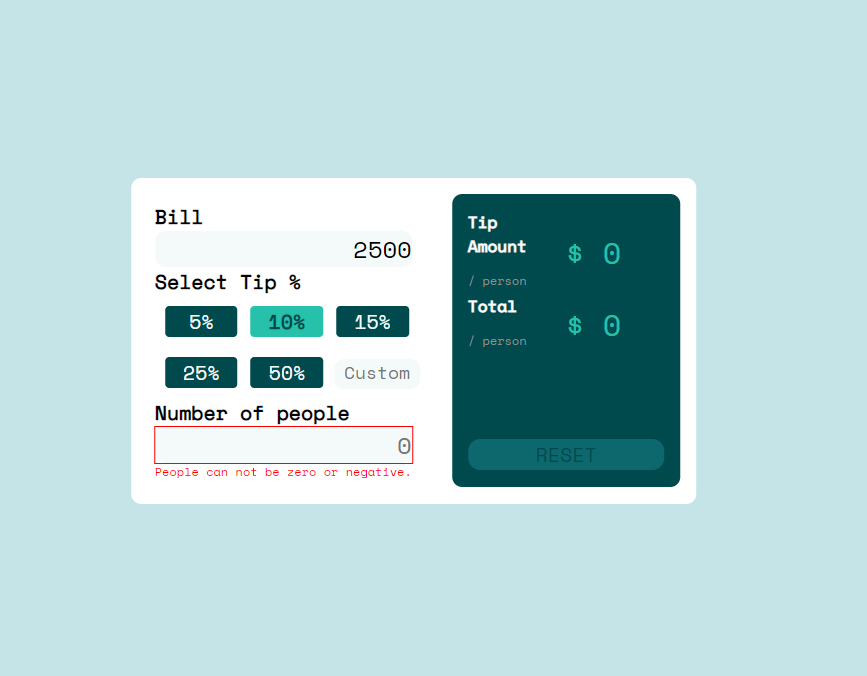 Bill
2500
Select Tip %
5% 10% 15%
25% 50% Custom
Number of people
0
People can not be zero or negative.
Tip
Amount
$ 0
/ person
Total
$ 0
/ person
RESET